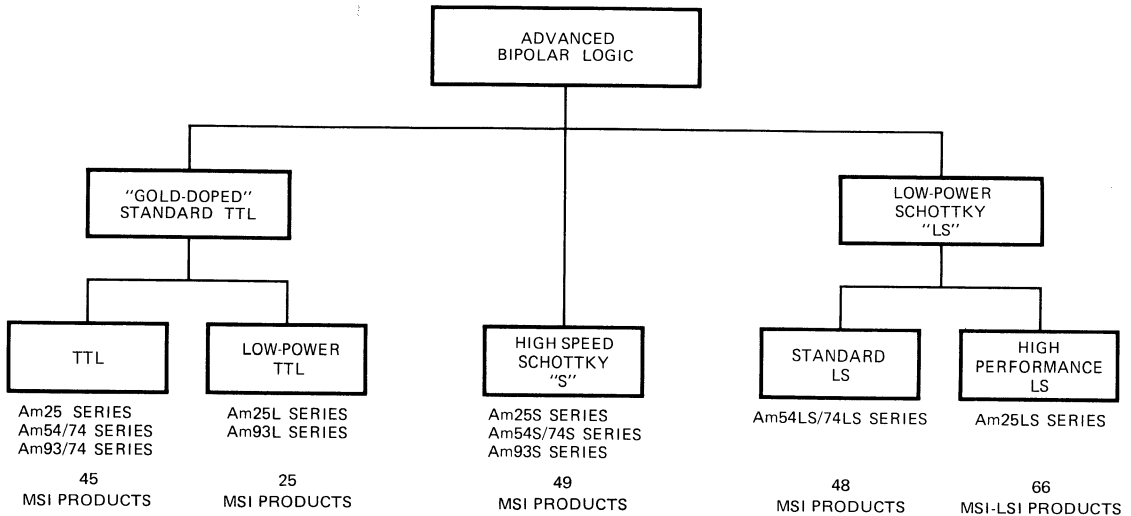 ADVANCED
BIPOLAR LOGIC
"GOLD-DOPED"
STANDARD TTL
LOW-POWER
SCHOTTKY
"LS"
TTL
Am25 SERIES
Am54/74 SERIES
Am93/74 SERIES
45
MSI PRODUCTS
LOW-POWER
TTL
Am25L SERIES
Am93L SERIES
25
MSI PRODUCTS
HIGH SPEED
SCHOTTKY
"S"
Am25S SERIES
Am54S/74S SERIES
Am93S SERIES
49
MSI PRODUCTS
STANDARD
LS
Am54LS/74LS SERIES
48
MSI PRODUCTS
HIGH
PERFORMANCE
LS
Am25LS SERIES
66
MSI-LSI PRODUCTS